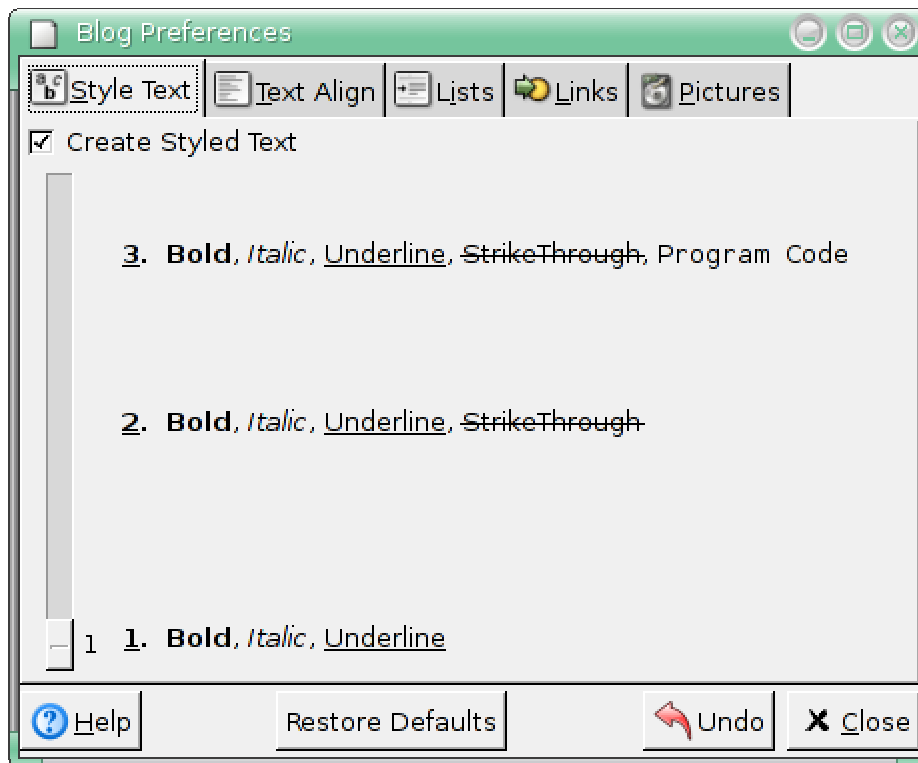 Blog Preferences
Style Text Text Align Lists Links Pictures
Create Styled Text
3. Bold, Italic, Underline, StrikeThrough, Program Code
2. Bold, Italic, Underline, StrikeThrough
1 1. Bold, Italic, Underline
Help Restore Defaults Undo Close